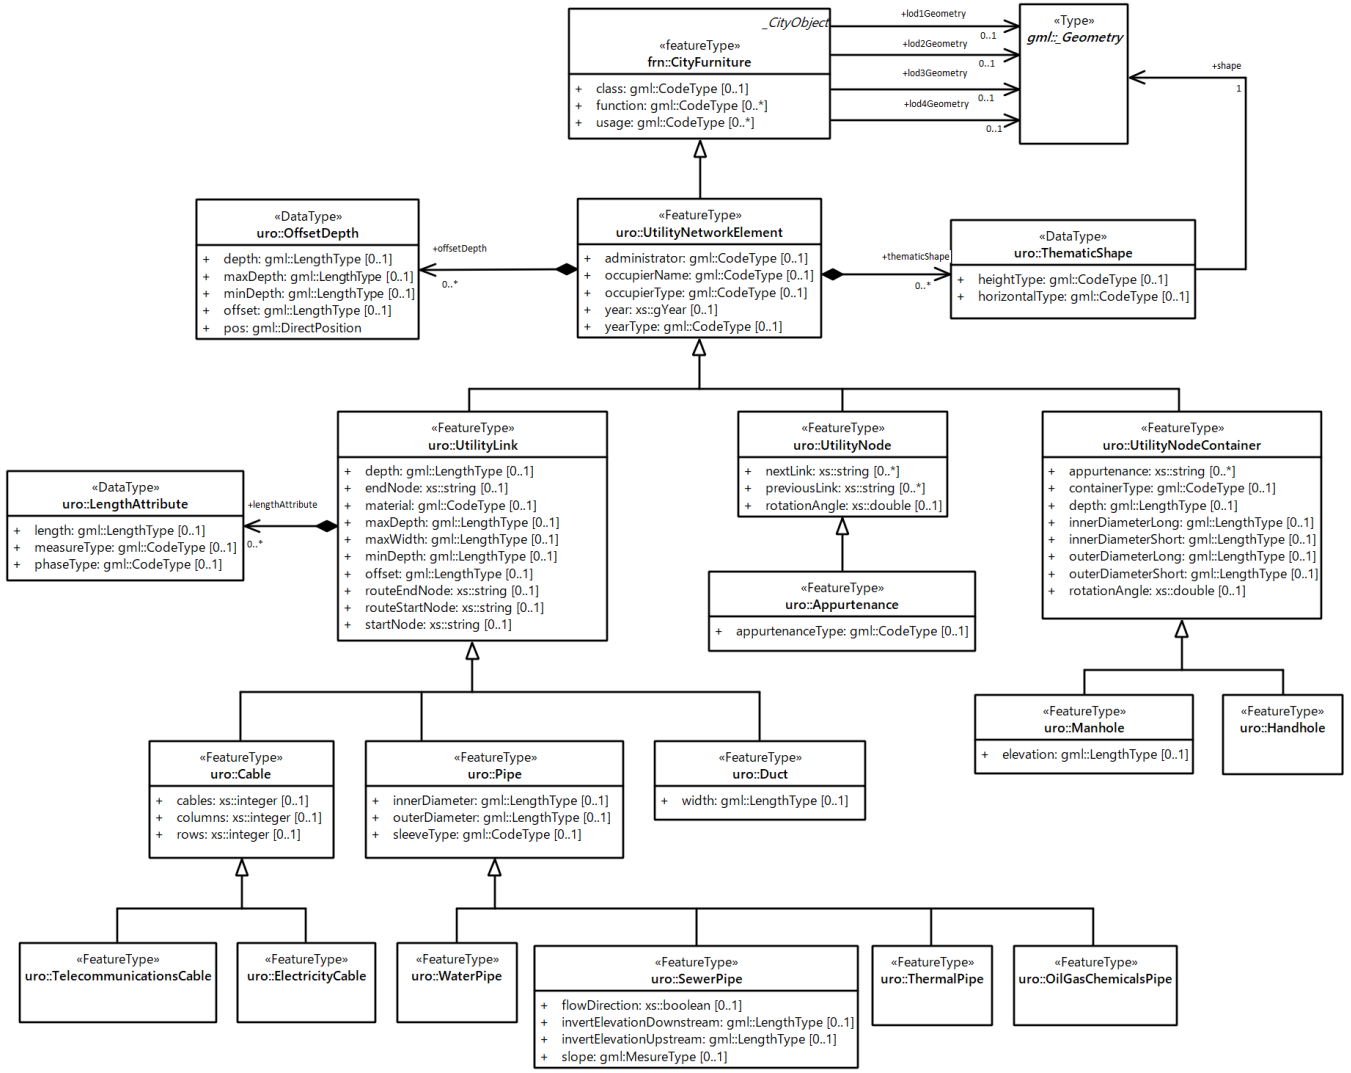 _CityObject
«featureType»
frn::CityFurniture
+ class: gml::CodeType [0..1]
+ function: gml::CodeType [0..*]
+ usage: gml::CodeType [0..*]
+lod1Geometry
0..1
+lod2Geometry
0..1
+lod3Geometry
0..1
+lod4Geometry
0..1
«Type»
gml::_Geometry
+shape
1
«DataType»
uro::OffsetDepth
+ depth: gml::LengthType [0..1]
+ maxDepth: gml::LengthType [0..1]
+ minDepth: gml::LengthType [0..1]
+ offset: gml::LengthType [0..1]
+ pos: gml::DirectPosition
+offsetDepth
0..*
«FeatureType»
uro::UtilityNetworkElement
+ administrator: gml::CodeType [0..1]
+ occupierName: gml::CodeType [0..1]
+ occupierType: gml::CodeType [0..1]
+ year: xs::gYear [0..1]
+ yearType: gml::CodeType [0..1]
+thematicShape
0..*
«DataType»
uro::ThematicShape
+ heightType: gml::CodeType [0..1]
+ horizontalType: gml::CodeType [0..1]
«DataType»
uro::LengthAttribute
+ length: gml::LengthType [0..1]
+ measureType: gml::CodeType [0..1]
+ phaseType: gml::CodeType [0..1]
+lengthAttribute
0..*
«FeatureType»
uro::UtilityLink
+ depth: gml::LengthType [0..1]
+ endNode: xs::string [0..1]
+ material: gml::CodeType [0..1]
+ maxDepth: gml::LengthType [0..1]
+ maxWidth: gml::LengthType [0..1]
+ minDepth: gml::LengthType [0..1]
+ offset: gml::LengthType [0..1]
+ routeEndNode: xs::string [0..1]
+ routeStartNode: xs::string [0..1]
+ startNode: xs::string [0..1]
«FeatureType»
uro::UtilityNode
+ nextLink: xs::string [0..*]
+ previousLink: xs::string [0..*]
+ rotationAngle: xs::double [0..1]
«FeatureType»
uro::Appurtenance
+ appurtenanceType: gml::CodeType [0..1]
«FeatureType»
uro::UtilityNodeContainer
+ appurtenance: xs::string [0..*]
+ containerType: gml::CodeType [0..1]
+ depth: gml::LengthType [0..1]
+ innerDiameterLong: gml::LengthType [0..1]
+ innerDiameterShort: gml::LengthType [0..1]
+ outerDiameterLong: gml::LengthType [0..1]
+ outerDiameterShort: gml::LengthType [0..1]
+ rotationAngle: xs::double [0..1]
«FeatureType»
uro::Manhole
+ elevation: gml::LengthType [0..1]
«FeatureType»
uro::Handhole
«FeatureType»
uro::Cable
+ cables: xs::integer [0..1]
+ columns: xs::integer [0..1]
+ rows: xs::integer [0..1]
«FeatureType»
uro::Pipe
+ innerDiameter: gml::LengthType [0..1]
+ outerDiameter: gml::LengthType [0..1]
+ sleeveType: gml::CodeType [0..1]
«FeatureType»
uro::Duct
+ width: gml::LengthType [0..1]
«FeatureType»
uro::TelecommunicationsCable
«FeatureType»
uro::ElectricityCable
«FeatureType»
uro::WaterPipe
«FeatureType»
uro::SewerPipe
+ flowDirection: xs::boolean [0..1]
+ invertElevationDownstream: gml::LengthType [0..1]
+ invertElevationUpstream: gml::LengthType [0..1]
+ slope: gml:MesureType [0..1]
«FeatureType»
uro::ThermalPipe
«FeatureType»
uro::OilGasChemicalsPipe